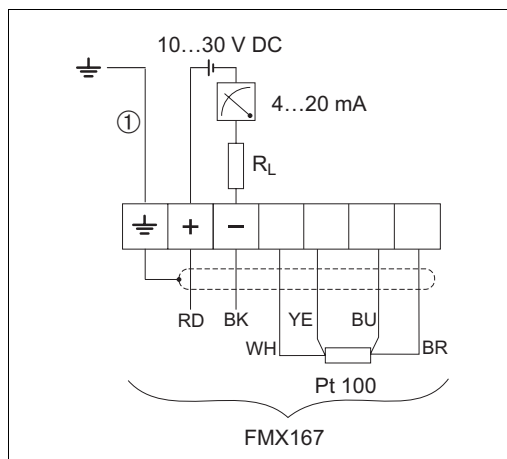 10…30 V DC
4…20 mA
①
R_L
+
–
RD BK YE BU
WH BR
Pt 100
FMX167